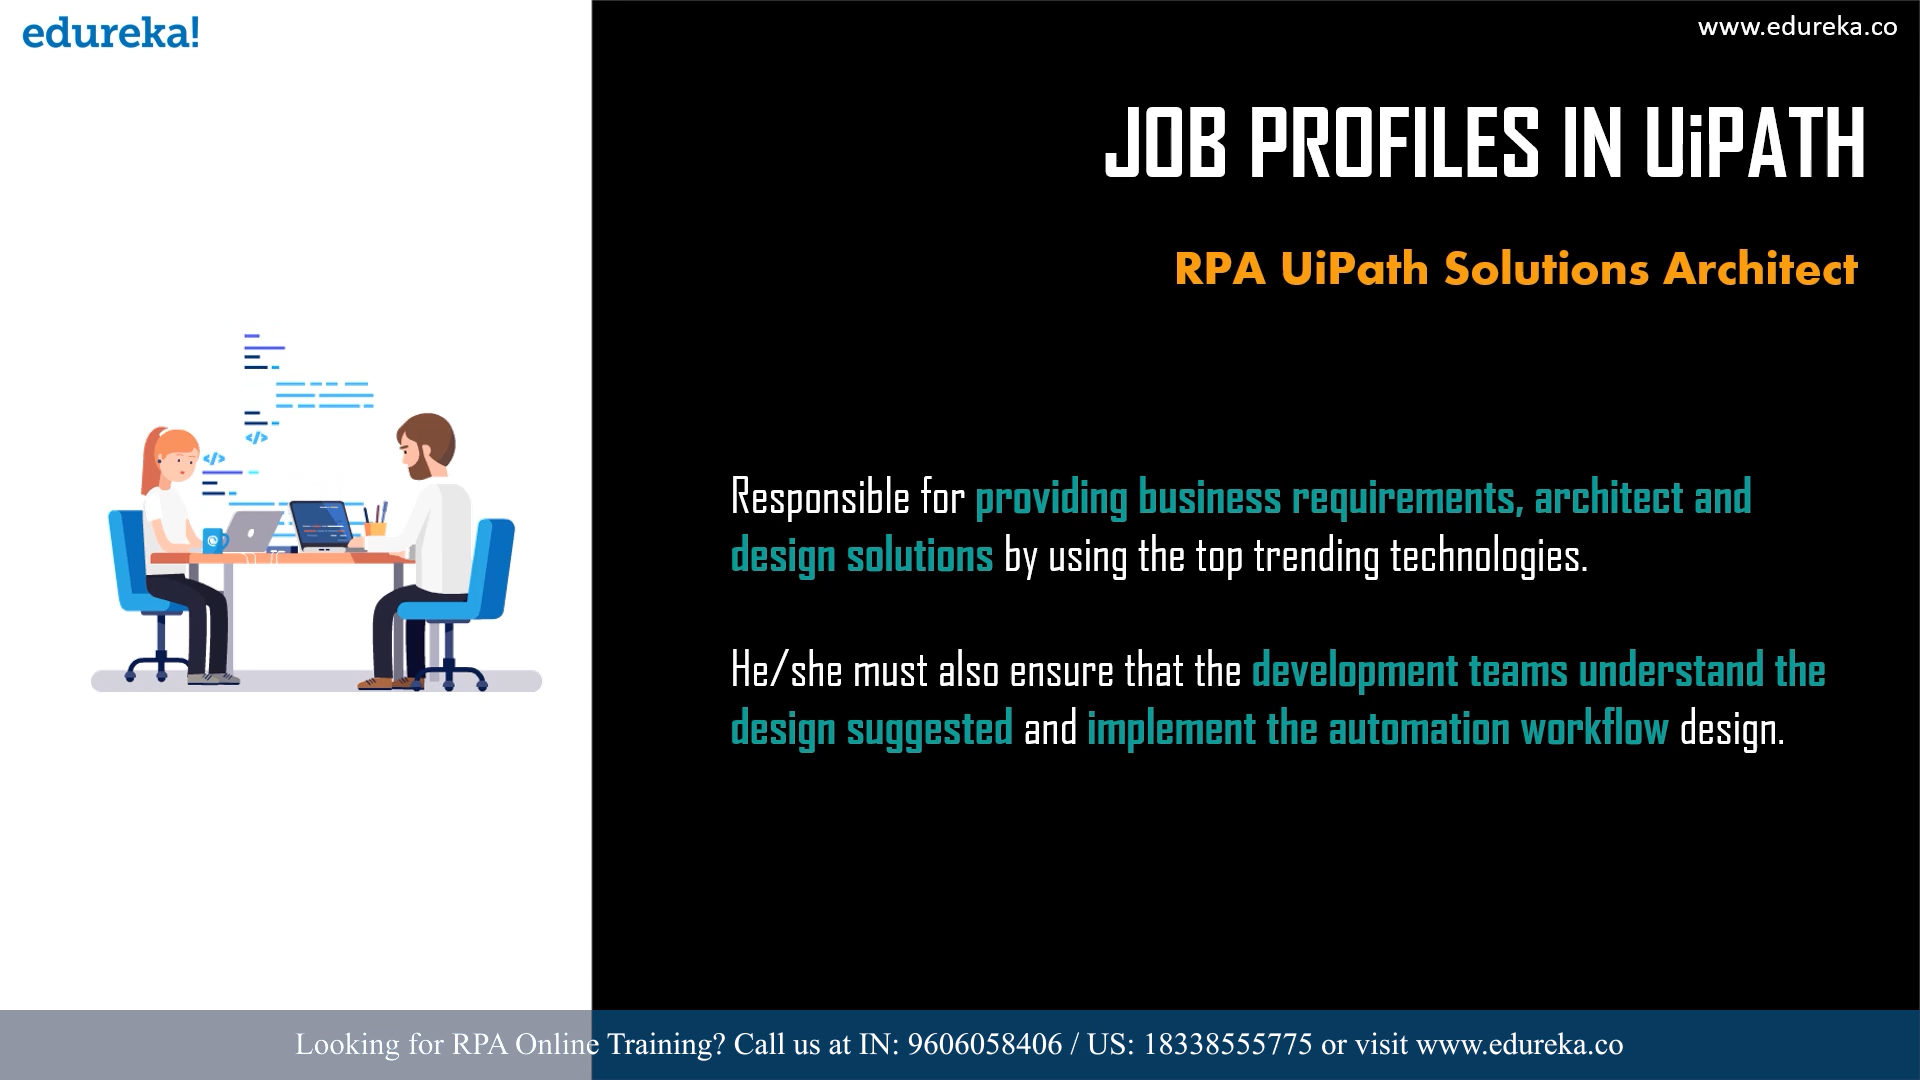 edureka!
www.edureka.co
JOB PROFILES IN UiPATH
RPA UiPath Solutions Architect
</>
</>
Responsible for providing business requirements, architect and
design solutions by using the top trending technologies.
He/she must also ensure that the development teams understand the
design suggested and implement the automation workflow design.
Looking for RPA Online Training? Call us at IN: 9606058406 / US: 18338555775 or visit www.edureka.co